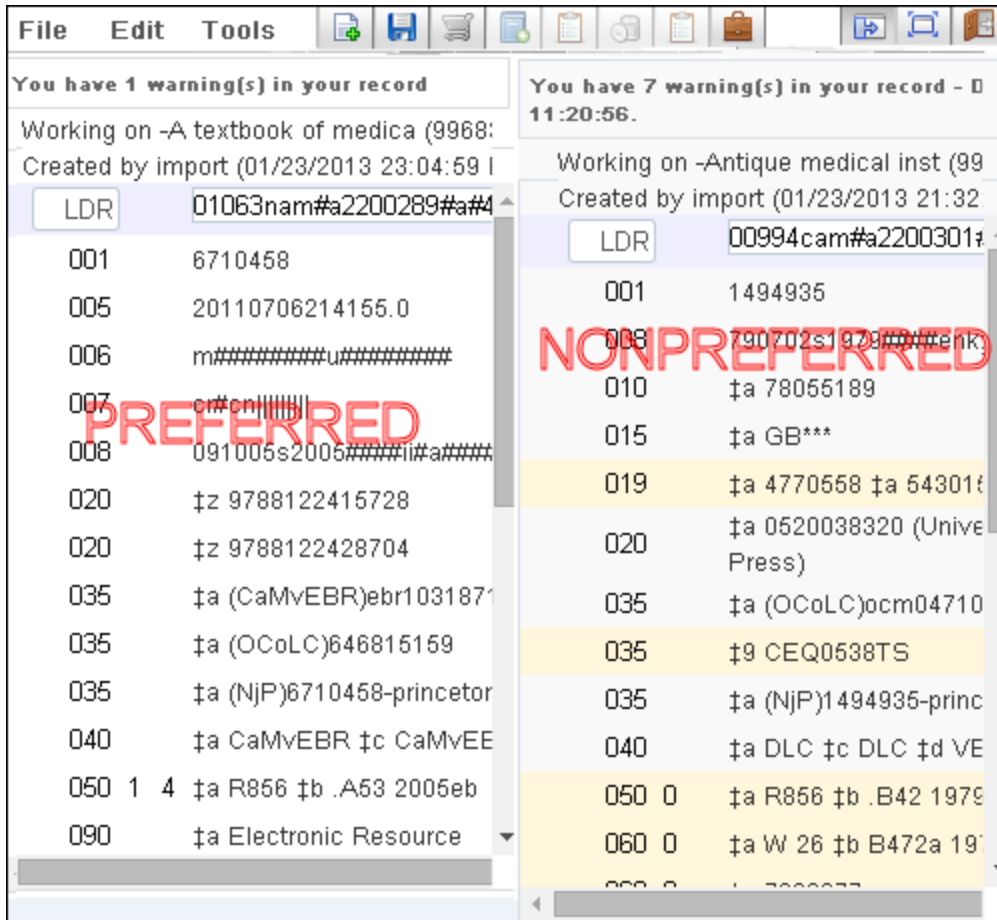 File Edit Tools
You have 1 warning(s) in your record
Working on -A textbook of medica (9968
Created by import (01/23/2013 23:04:59
LDR 01063nam#a2200289#a#4
001 6710458
005 20110706214155.0
006 m########u########
007 cr#cn|||||||||
PREFERRED
008 091005s2005####ii#a####
020 ‡z 9788122415728
020 ‡z 9788122428704
035 ‡a (CaMvEBR)ebr1031871
035 ‡a (OCoLC)646815159
035 ‡a (NjP)6710458-princetor
040 ‡a CaMvEBR ‡c CaMvEE
050 1 4 ‡a R856 ‡b .A53 2005eb
090 ‡a Electronic Resource
You have 7 warning(s) in your record -
11:20:56.
Working on -Antique medical inst (99
Created by import (01/23/2013 21:32
LDR 00994cam#a2200301#
001 1494935
008 790702s1979####enk
NONPREFERRED
010 ‡a 78055189
015 ‡a GB***
019 ‡a 4770558 ‡a 543015
020 ‡a 0520038320 (Unive
Press)
035 ‡a (OCoLC)ocm04710
035 ‡9 CEQ0538TS
035 ‡a (NjP)1494935-princ
040 ‡a DLC ‡c DLC ‡d VE
050 0 ‡a R856 ‡b .B42 1979
060 0 ‡a W 26 ‡b B472a 19